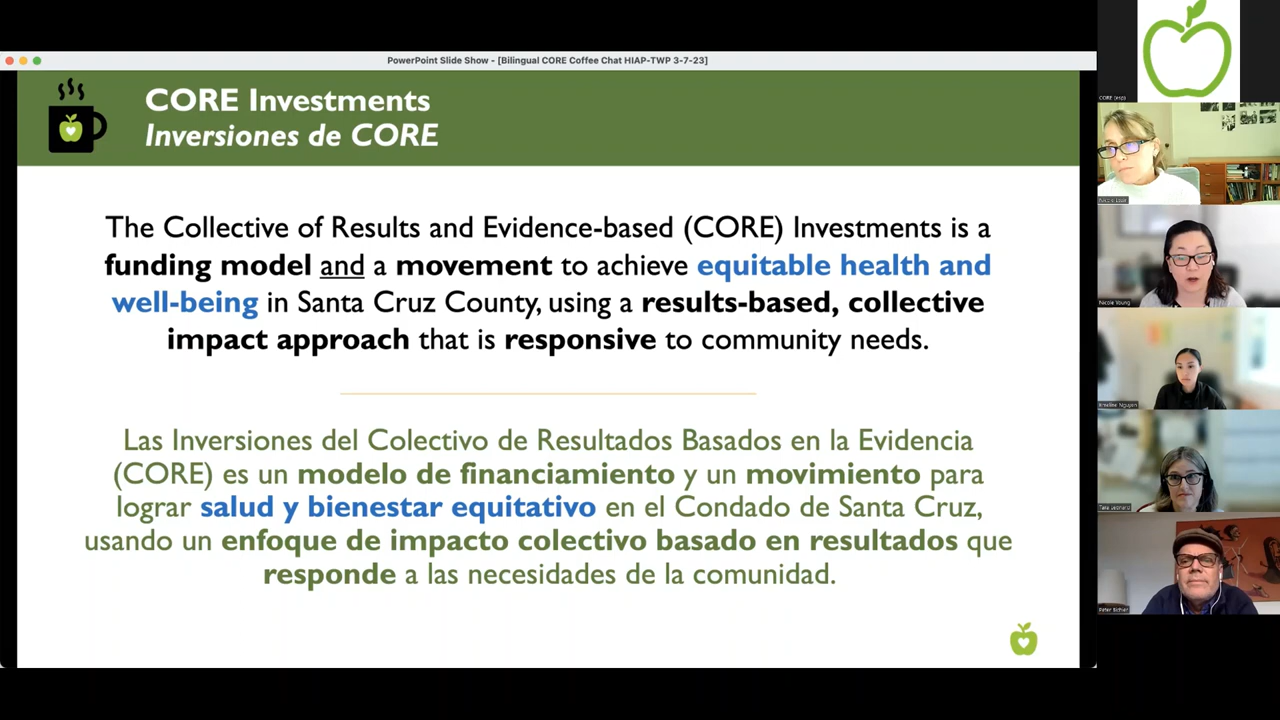 PowerPoint Slide Show - [Bilingual CORE Coffee Chat HIAP-TWP 3-7-23]
CORE Investments
Inversiones de CORE
The Collective of Results and Evidence-based (CORE) Investments is a
funding model and a movement to achieve equitable health and
well-being in Santa Cruz County, using a results-based, collective
impact approach that is responsive to community needs.
Las Inversiones del Colectivo de Resultados Basados en la Evidencia
(CORE) es un modelo de financiamiento y un movimiento para
lograr salud y bienestar equitativo en el Condado de Santa Cruz,
usando un enfoque de impacto colectivo basado en resultados que
responde a las necesidades de la comunidad.
Nicole Young
Nguyen
Tara Leonard